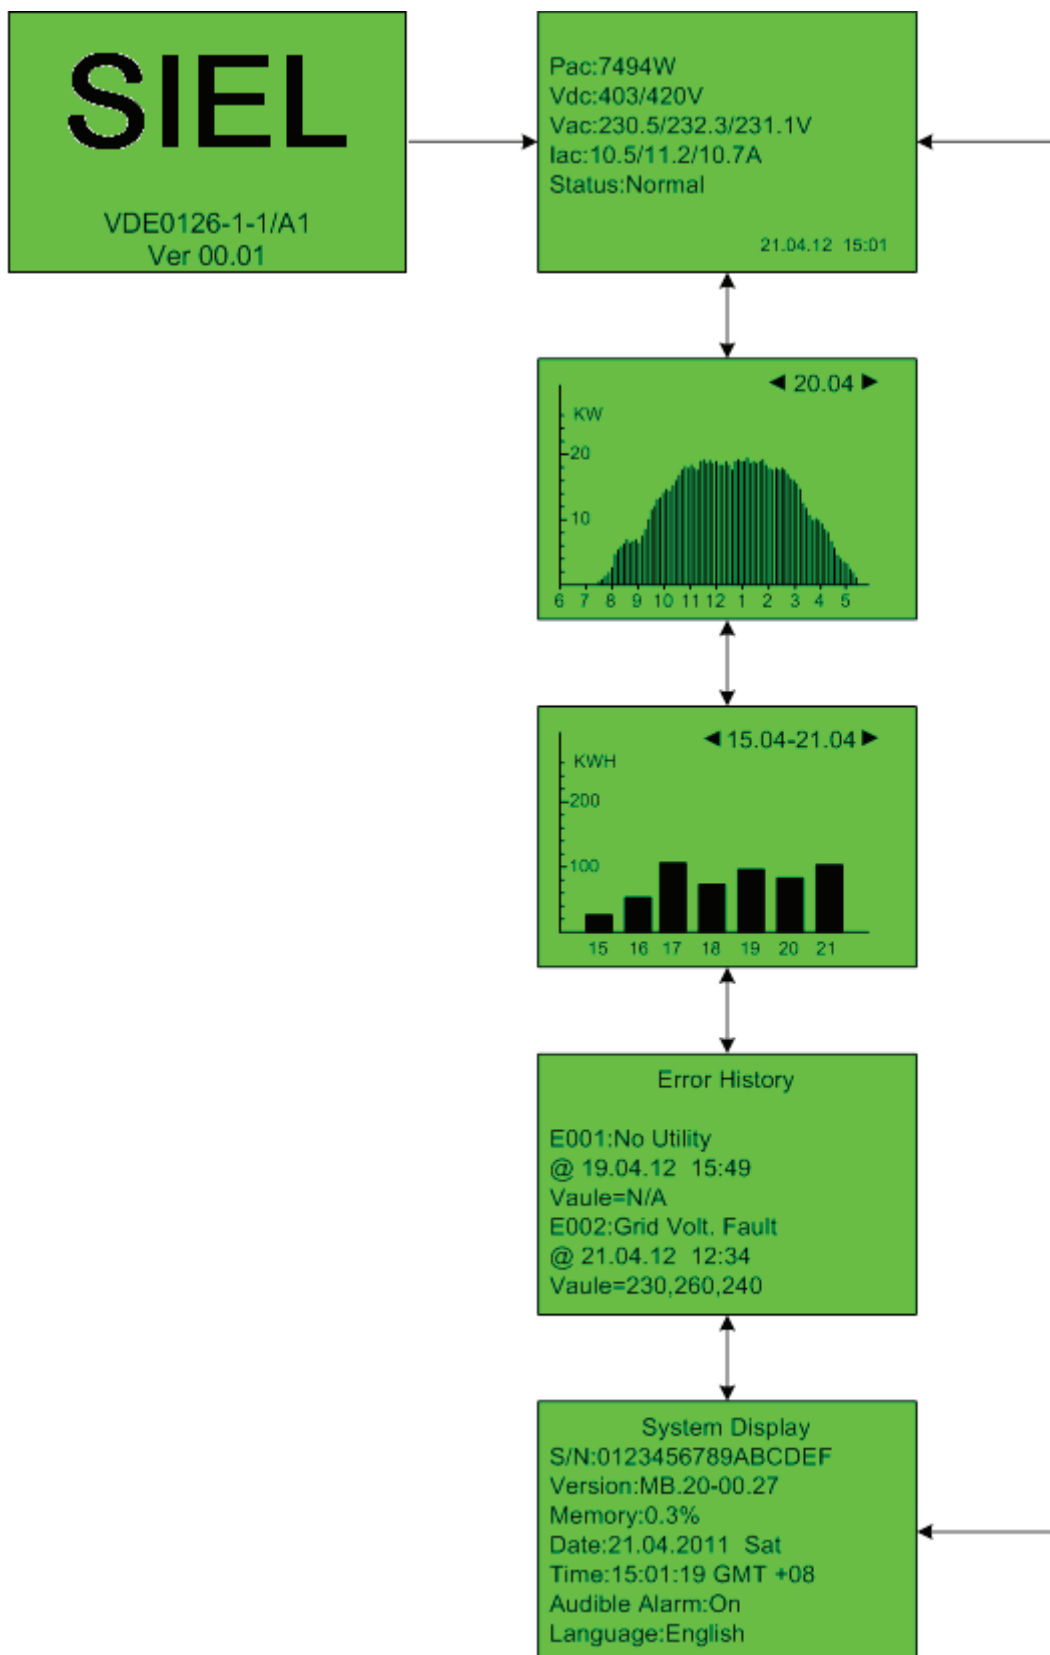 SIEL
VDE0126-1-1/A1
Ver 00.01
Pac:7494W
Vdc:403/420V
Vac:230.5/232.3/231.1V
Iac:10.5/11.2/10.7A
Status:Normal
21.04.12 15:01
◄ 20.04 ►
KW
20
10
6 7 8 9 10 11 12 1 2 3 4 5
◄ 15.04-21.04 ►
KWH
200
100
15 16 17 18 19 20 21
Error History
E001:No Utility
@ 19.04.12 15:49
Vaule=N/A
E002:Grid Volt. Fault
@ 21.04.12 12:34
Vaule=230,260,240
System Display
S/N:0123456789ABCDEF
Version:MB.20-00.27
Memory:0.3%
Date:21.04.2011 Sat
Time:15:01:19 GMT +08
Audible Alarm:On
Language:English